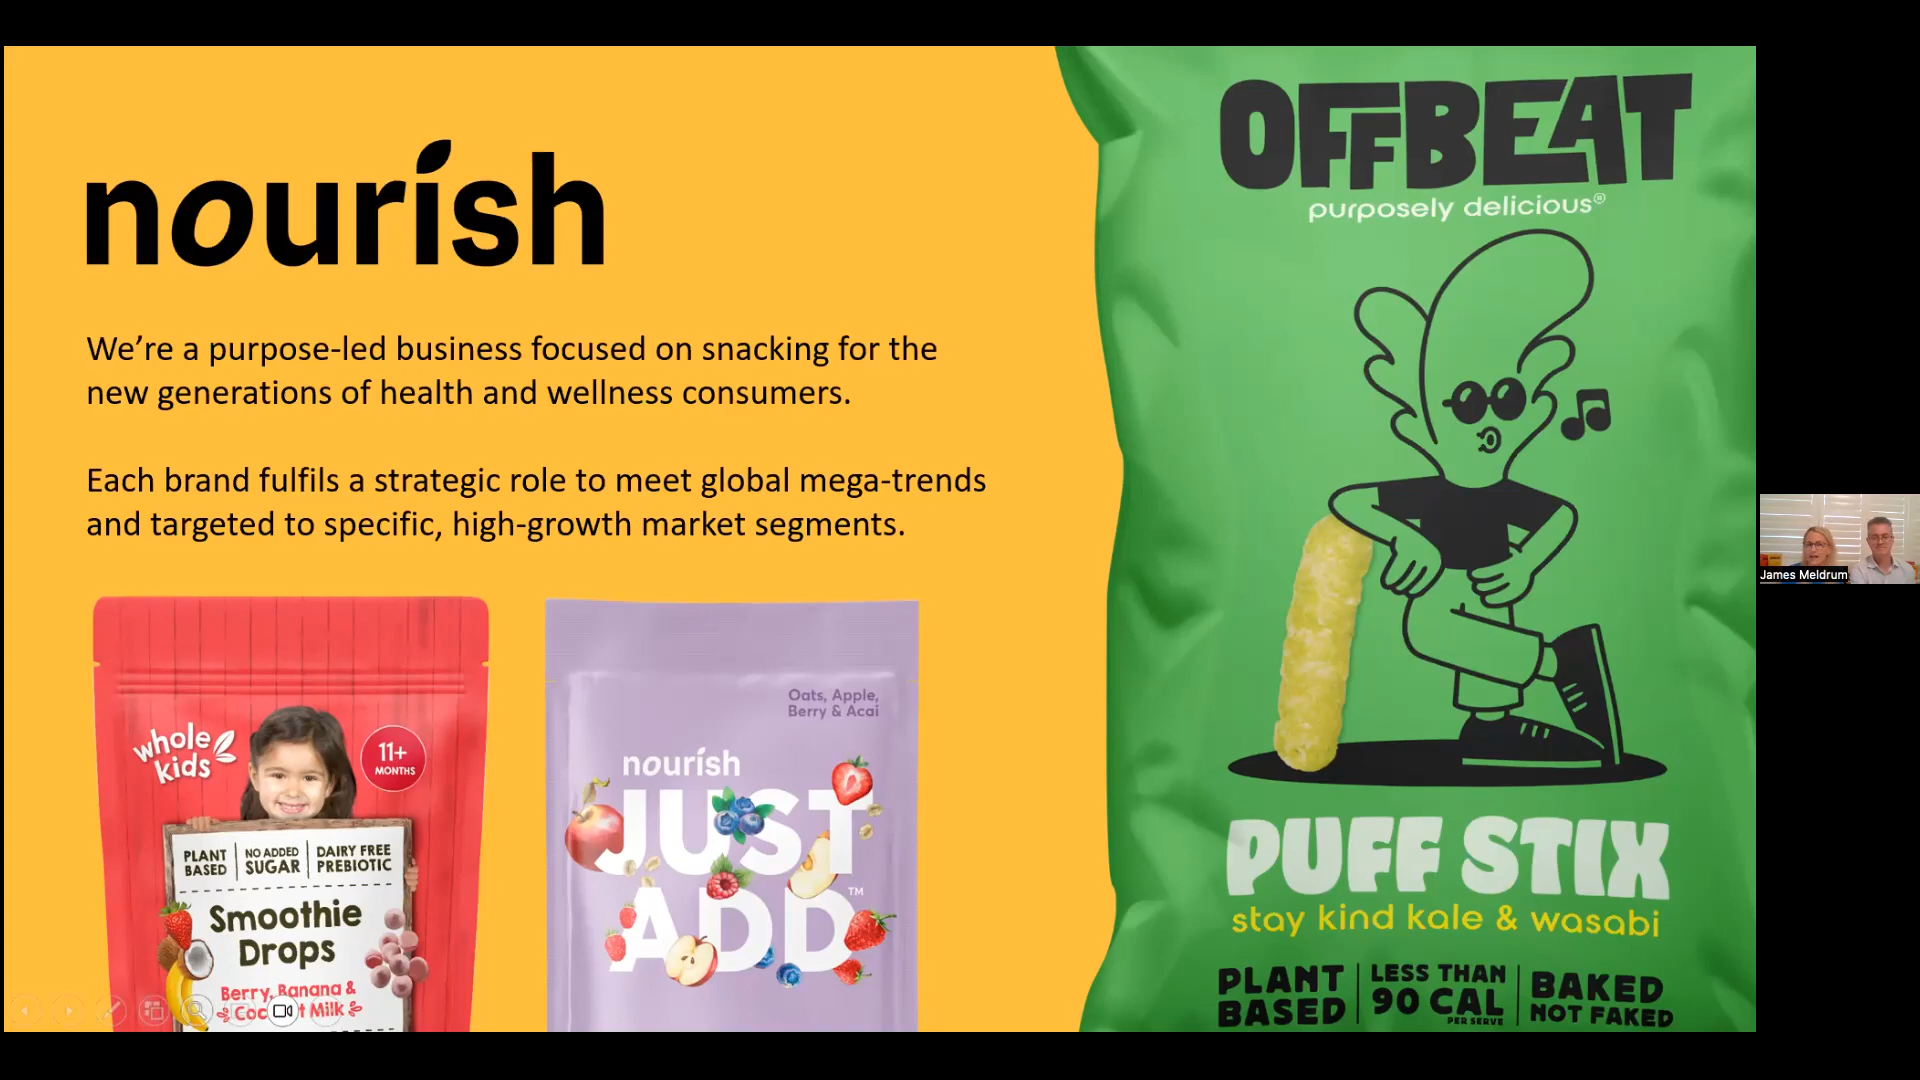 nourish
We’re a purpose-led business focused on snacking for the
new generations of health and wellness consumers.
Each brand fulfils a strategic role to meet global mega-trends
and targeted to specific, high-growth market segments.
whole
kids
11+
MONTHS
PLANT
BASED
NO ADDED
SUGAR
DAIRY FREE
PREBIOTIC
Smoothie
Drops
Berry, Banana &
Milk
Oats, Apple,
Berry & Acai
nourish
JUST
ADD™
OFFBEAT
purposely delicious®
PUFF STIX
stay kind kale & wasabi
PLANT
BASED
LESS THAN
90 CAL
PER SERVE
BAKED
NOT FAKED
James Meldrum